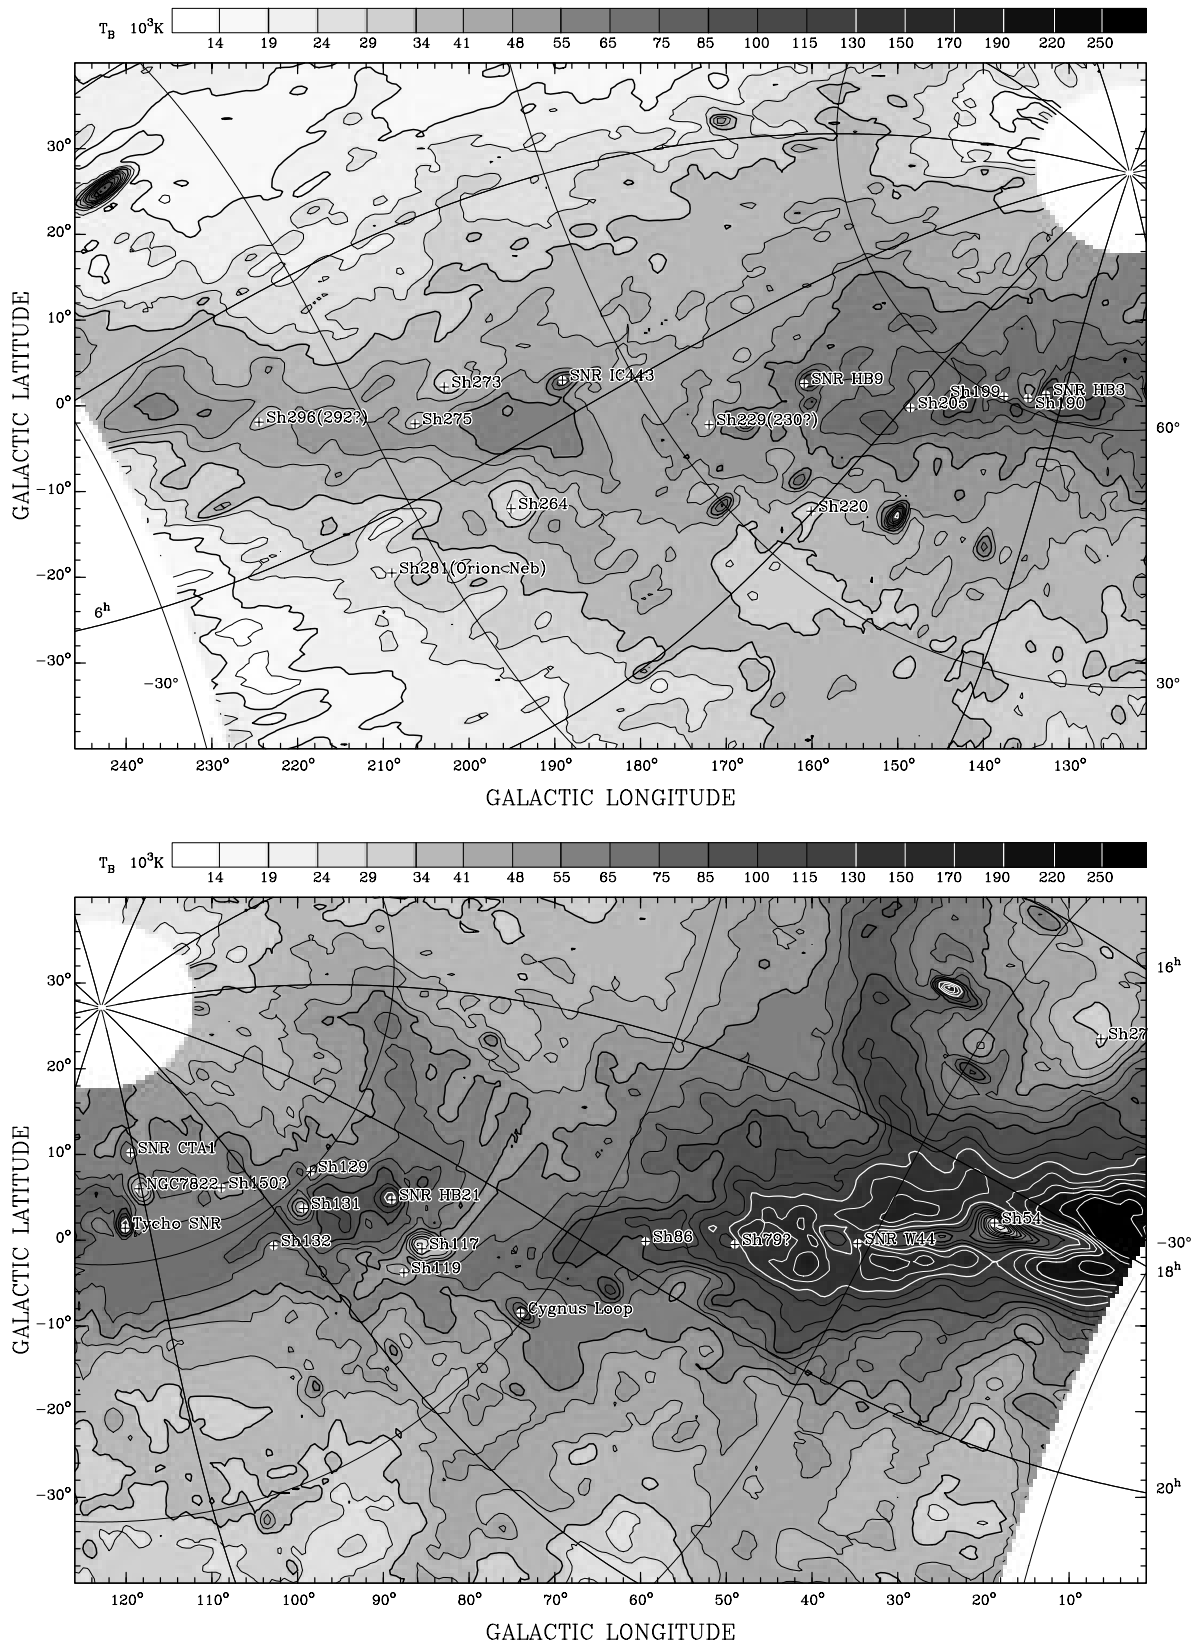 T_B 10³K
14 19 24 29 34 41 48 55 65 75 85 100 115 130 150 170 190 220 250
30°
20°
10°
0°
−10°
−20°
−30°
GALACTIC LATITUDE
SNR IC443
Sh273
Sh296(292?)
Sh275
SNR HB9
Sh199
SNR HB3
Sh205
Sh190
Sh229(230?)
60°
Sh264
Sh220
Sh281(Orion Neb)
6ʰ
−30°
30°
240° 230° 220° 210° 200° 190° 180° 170° 160° 150° 140° 130°
GALACTIC LONGITUDE
T_B 10³K
14 19 24 29 34 41 48 55 65 75 85 100 115 130 150 170 190 220 250
30°
20°
10°
0°
−10°
−20°
−30°
GALACTIC LATITUDE
16ʰ
Sh27
SNR CTA1
Sh129
NGC7822
Sh150?
SNR HB21
Sh131
Tycho SNR
Sh54
Sh132
Sh117
Sh86
Sh79?
SNR W44
−30°
Sh119
18ʰ
Cygnus Loop
20ʰ
120° 110° 100° 90° 80° 70° 60° 50° 40° 30° 20° 10°
GALACTIC LONGITUDE